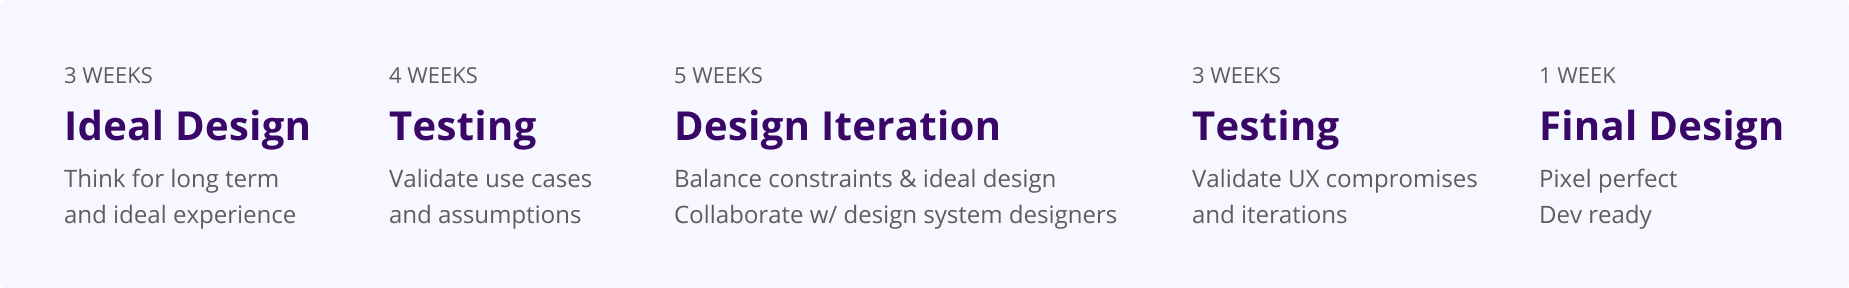 3 WEEKS
Ideal Design
Think for long term
and ideal experience
4 WEEKS
Testing
Validate use cases
and assumptions
5 WEEKS
Design Iteration
Balance constraints & ideal design
Collaborate w/ design system designers
3 WEEKS
Testing
Validate UX compromises
and iterations
1 WEEK
Final Design
Pixel perfect
Dev ready